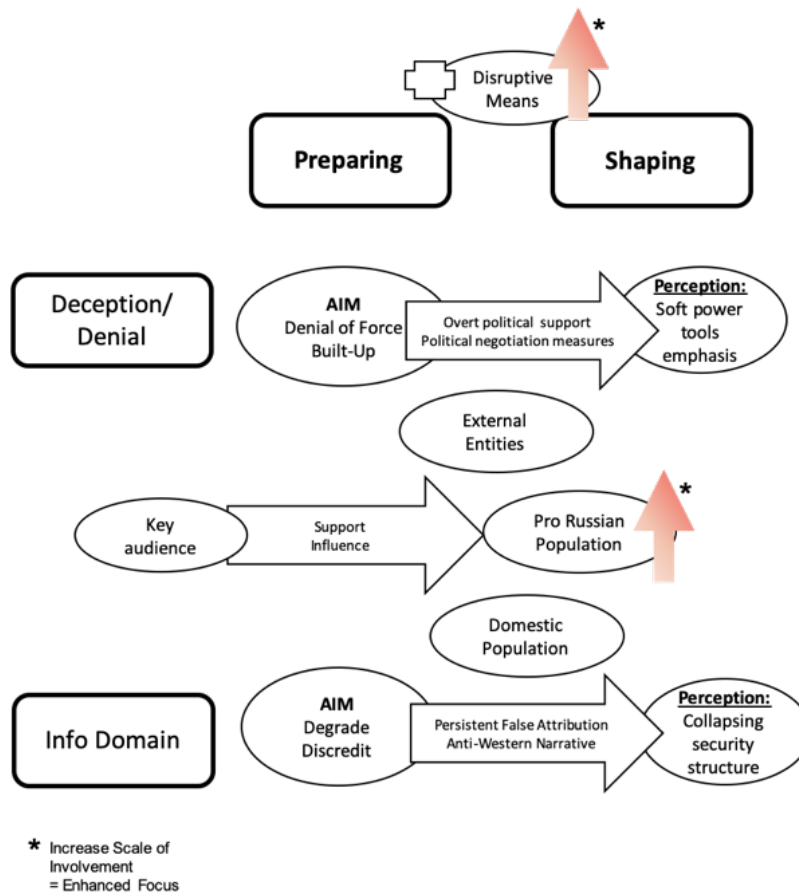 *
Disruptive
Means
Preparing
Shaping
Deception/
Denial
AIM
Denial of Force
Built-Up
Overt political support
Political negotiation measures
Perception:
Soft power
tools
emphasis
External
Entities
*
Key
audience
Support
Influence
Pro Russian
Population
Domestic
Population
Info Domain
AIM
Degrade
Discredit
Persistent False Attribution
Anti-Western Narrative
Perception:
Collapsing
security
structure
* Increase Scale of
Involvement
= Enhanced Focus